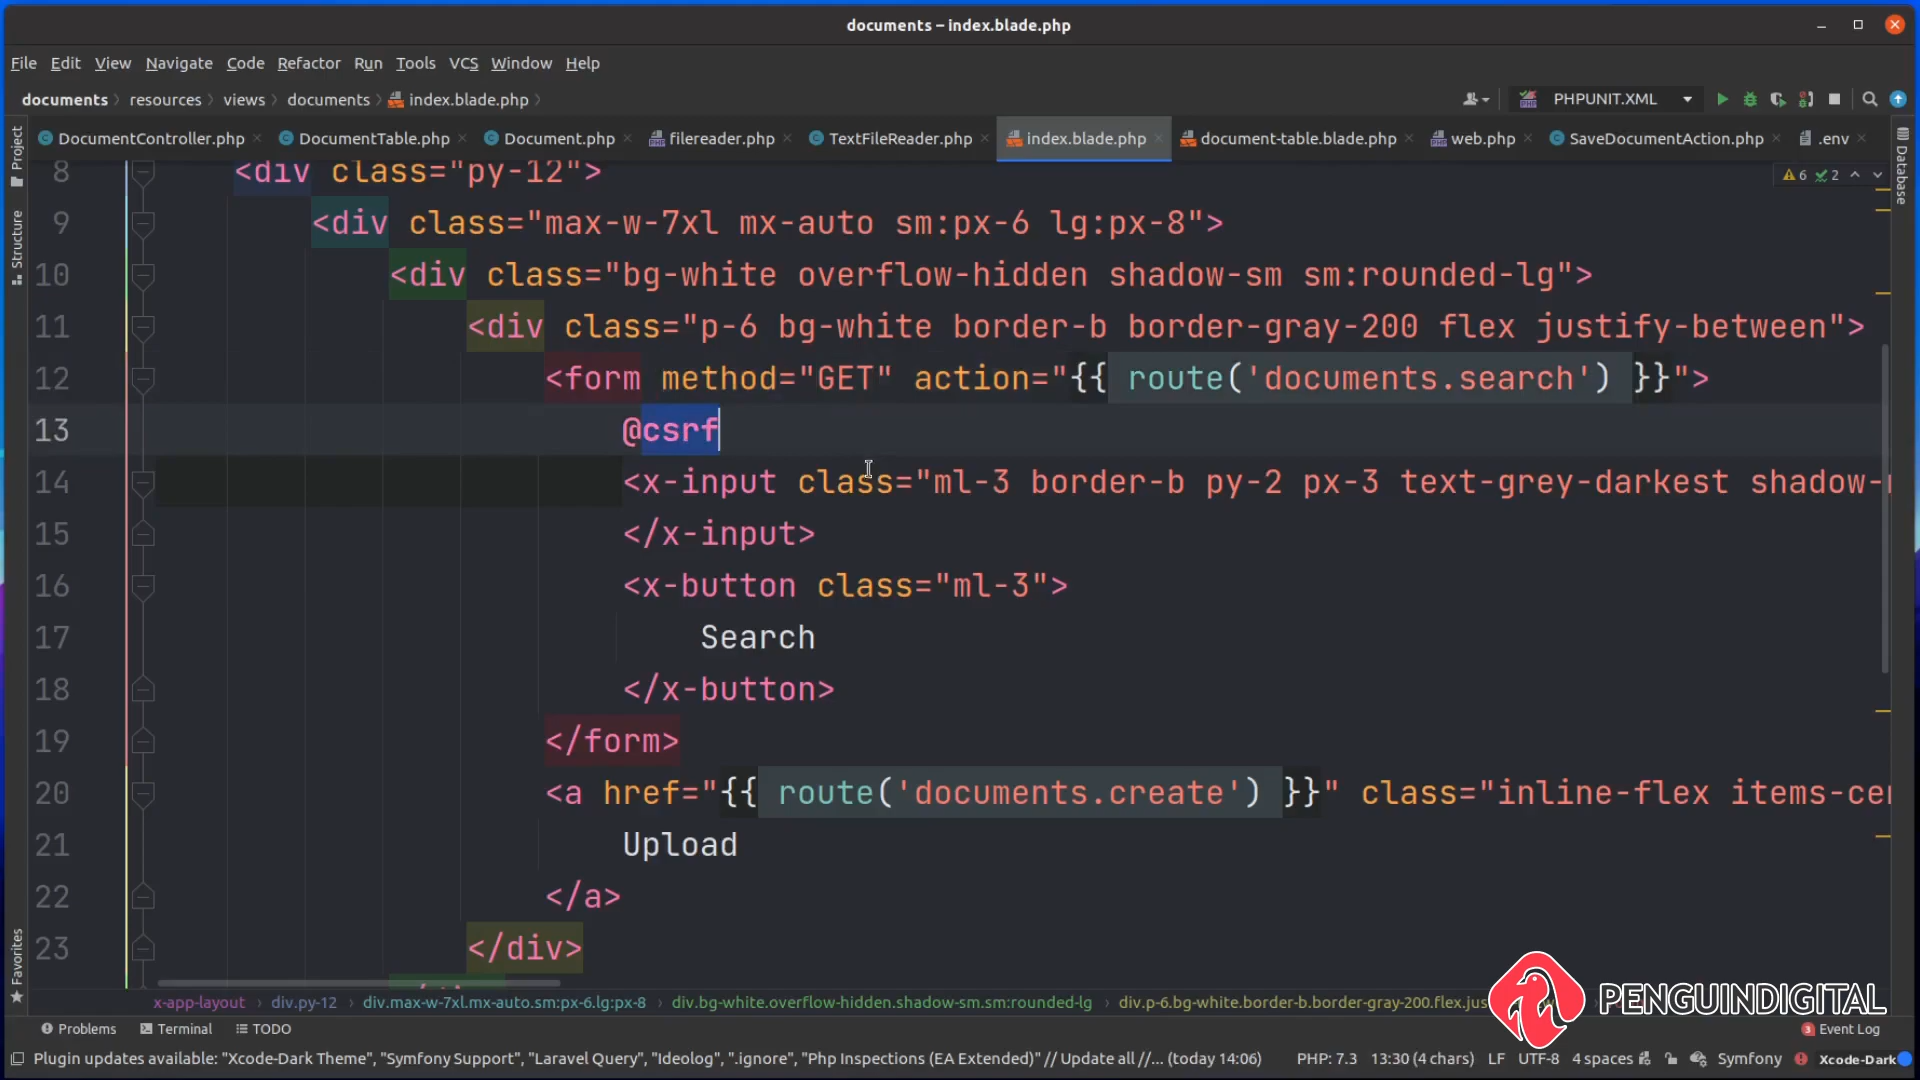 documents – index.blade.php
File Edit View Navigate Code Refactor Run Tools VCS Window Help
documents resources views documents index.blade.php
PHPUNIT.XML
DocumentController.php DocumentTable.php Document.php filereader.php TextFileReader.php index.blade.php document-table.blade.php web.php SaveDocumentAction.php .env
Project
Structure
Favorites
Database
6 2
8 <div class="py-12">
9 <div class="max-w-7xl mx-auto sm:px-6 lg:px-8">
10 <div class="bg-white overflow-hidden shadow-sm sm:rounded-lg">
11 <div class="p-6 bg-white border-b border-gray-200 flex justify-between">
12 <form method="GET" action="{{ route('documents.search') }}">
13 @csrf
14 <x-input class="ml-3 border-b py-2 px-3 text-grey-darkest shadow-
15 </x-input>
16 <x-button class="ml-3">
17 Search
18 </x-button>
19 </form>
20 <a href="{{ route('documents.create') }}" class="inline-flex items-cen
21 Upload
22 </a>
23 </div>
x-app-layout div.py-12 div.max-w-7xl.mx-auto.sm:px-6.lg:px-8 div.bg-white.overflow-hidden.shadow-sm.sm:rounded-lg div.p-6.bg-white.border-b.border-gray-200.flex.jus
PENGUINDIGITAL
Problems Terminal TODO
3 Event Log
Plugin updates available: "Xcode-Dark Theme", "Symfony Support", "Laravel Query", "Ideolog", ".ignore", "Php Inspections (EA Extended)" // Update all //... (today 14:06) PHP: 7.3 13:30 (4 chars) LF UTF-8 4 spaces Symfony Xcode-Dark